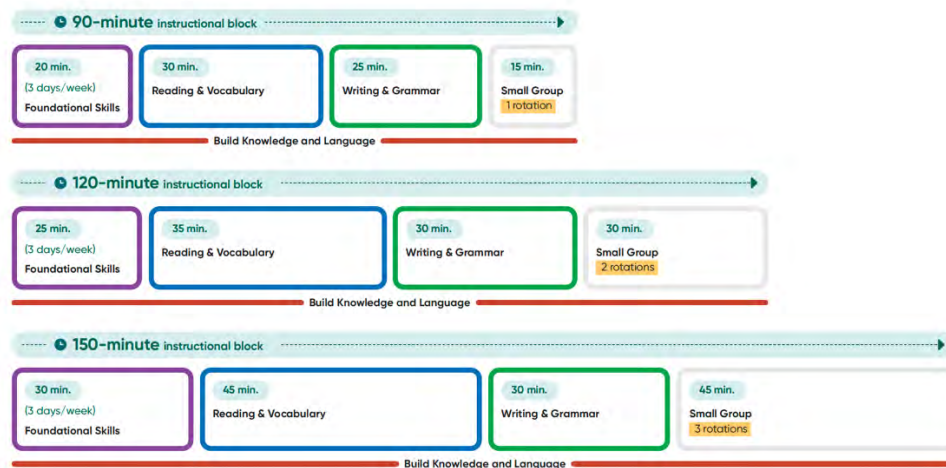 90-minute instructional block
20 min.
(3 days/week)
Foundational Skills
30 min.
Reading & Vocabulary
25 min.
Writing & Grammar
15 min.
Small Group
1 rotation
Build Knowledge and Language
120-minute instructional block
25 min.
(3 days/week)
Foundational Skills
35 min.
Reading & Vocabulary
30 min.
Writing & Grammar
30 min.
Small Group
2 rotations
Build Knowledge and Language
150-minute instructional block
30 min.
(3 days/week)
Foundational Skills
45 min.
Reading & Vocabulary
30 min.
Writing & Grammar
45 min.
Small Group
3 rotations
Build Knowledge and Language